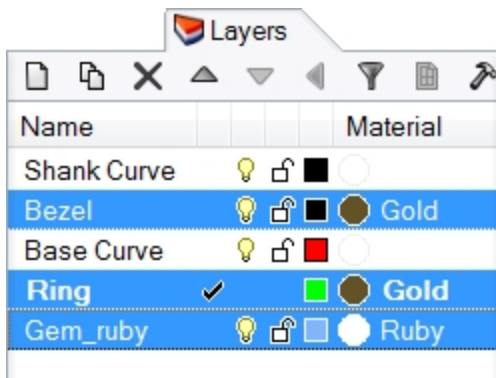 Layers
Name Material
Shank Curve
Bezel Gold
Base Curve
Ring Gold
Gem_ruby Ruby